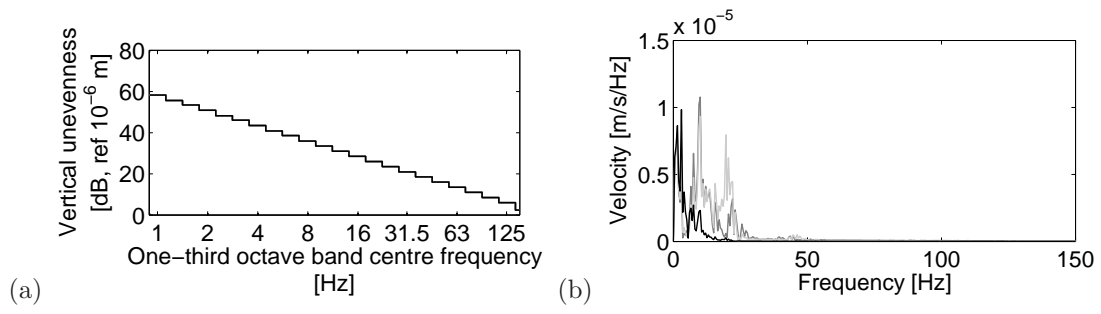 Vertical unevenness
[dB, ref 10⁻⁶ m]
80
60
40
20
0
1 2 4 8 16 31.5 63 125
One−third octave band centre frequency
[Hz]
(a)
x 10⁻⁵
Velocity [m/s/Hz]
1.5
1
0.5
0
0 50 100 150
Frequency [Hz]
(b)